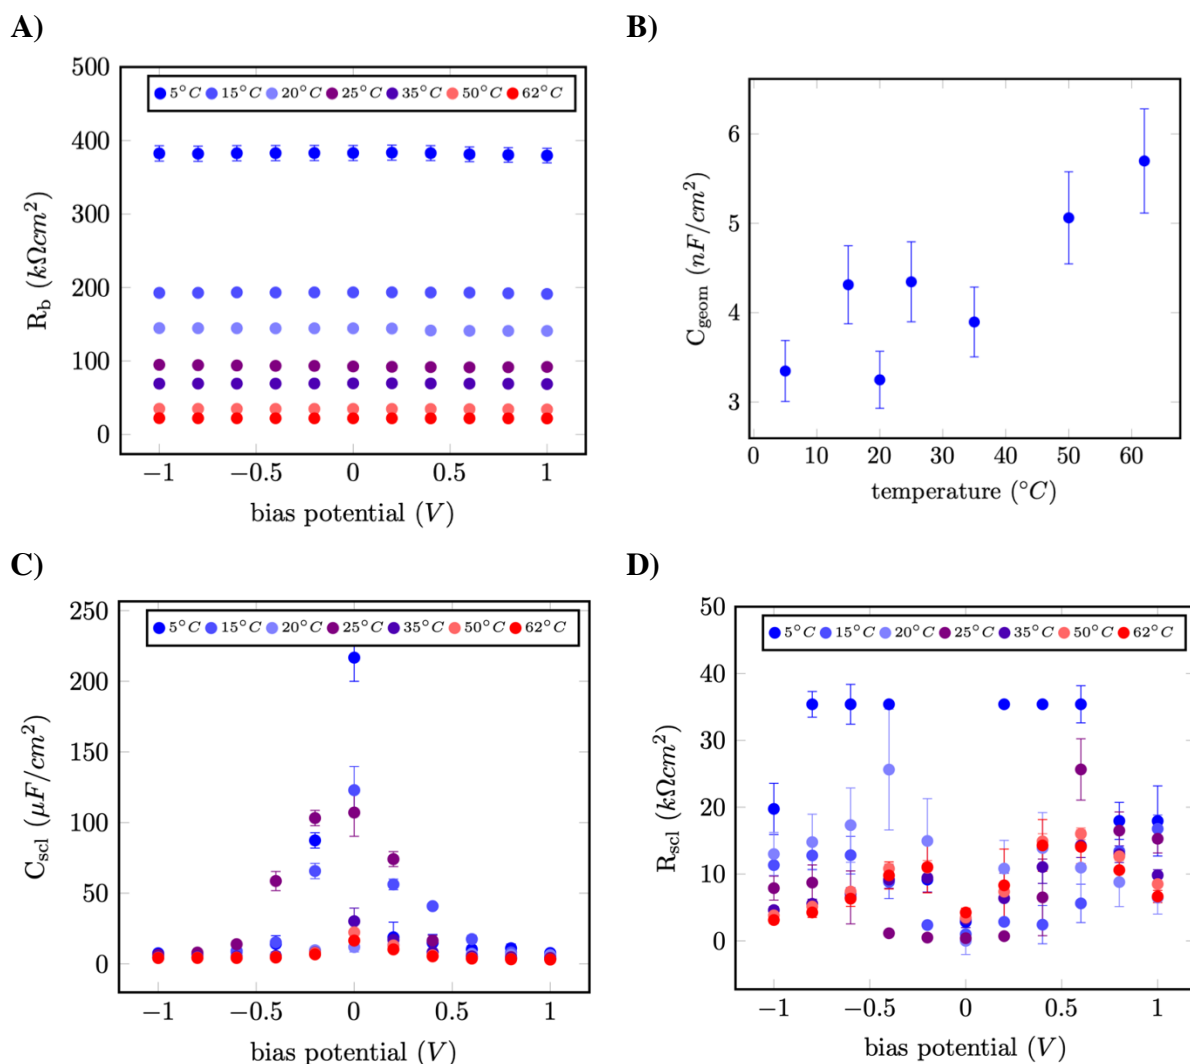 A)
500
400
300
200
100
0
R_b (kΩcm²)
5°C 15°C 20°C 25°C 35°C 50°C 62°C
−1 −0.5 0 0.5 1
bias potential (V)
B)
6
5
4
3
C_geom (nF/cm²)
0 10 20 30 40 50 60
temperature (°C)
C)
250
200
150
100
50
0
C_scl (μF/cm²)
5°C 15°C 20°C 25°C 35°C 50°C 62°C
−1 −0.5 0 0.5 1
bias potential (V)
D)
50
40
30
20
10
0
R_scl (kΩcm²)
5°C 15°C 20°C 25°C 35°C 50°C 62°C
−1 −0.5 0 0.5 1
bias potential (V)